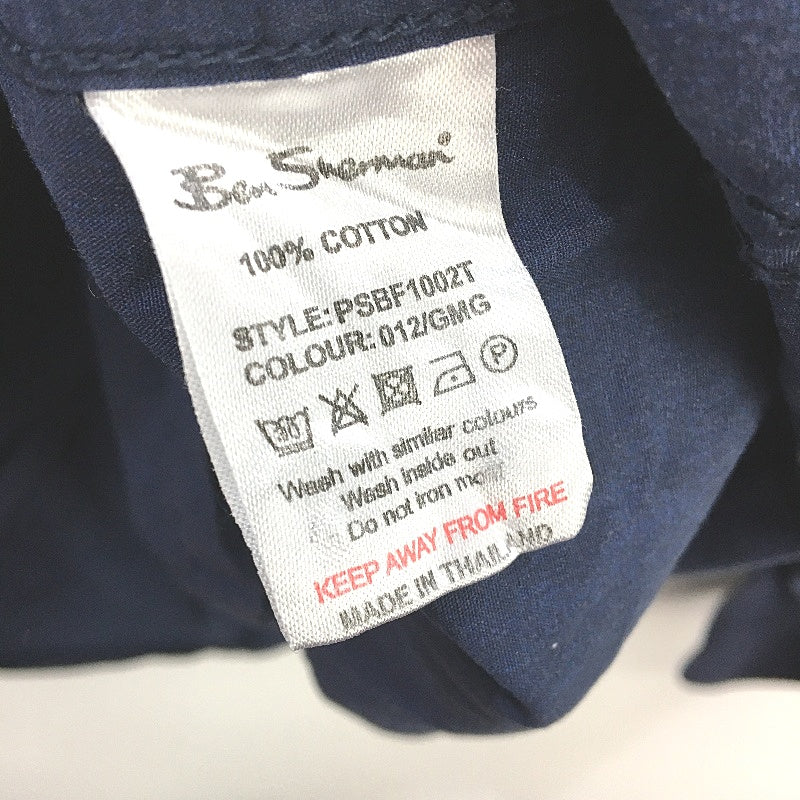 Ben Sherman
100% COTTON
STYLE: PSBF1002T
COLOUR: 012/GMG
30 P
Wash with similar colours
Wash inside out
Do not iron
KEEP AWAY FROM FIRE
MADE IN THAILAND